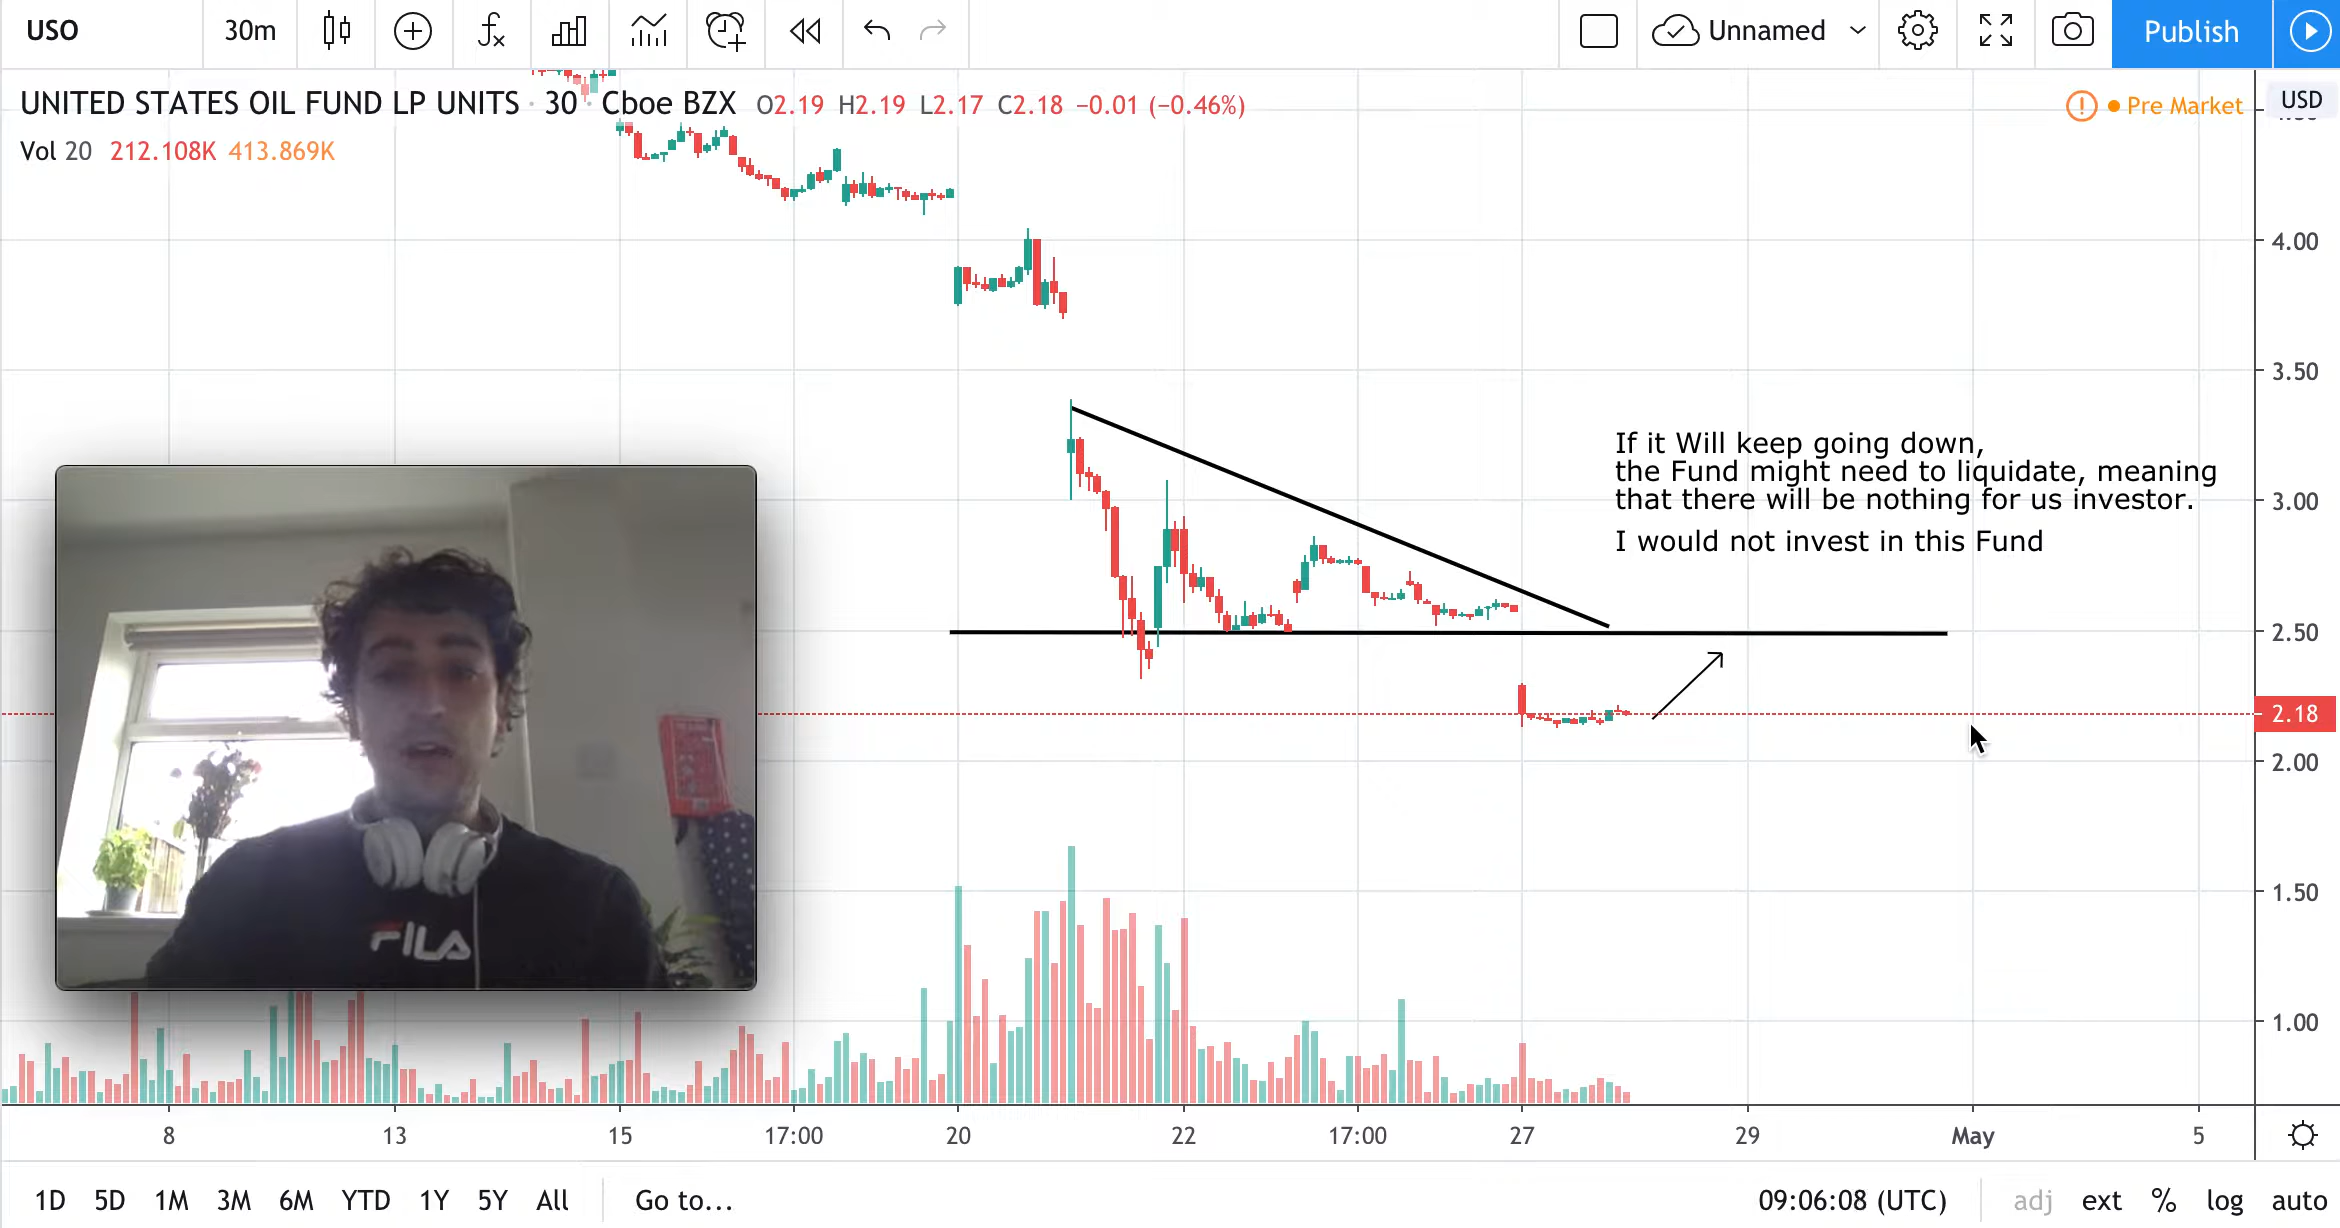 USO 30m Unnamed Publish
UNITED STATES OIL FUND LP UNITS · 30 · Cboe BZX O2.19 H2.19 L2.17 C2.18 −0.01 (−0.46%) Pre Market USD
Vol 20 212.108K 413.869K
4.00
3.50
If it Will keep going down,
the Fund might need to liquidate, meaning
that there will be nothing for us investor.
3.00
I would not invest in this Fund
2.50
2.18
2.00
1.50
FILA
1.00
8 13 15 17:00 20 22 17:00 27 29 May 5
1D 5D 1M 3M 6M YTD 1Y 5Y All Go to... 09:06:08 (UTC) adj ext % log auto